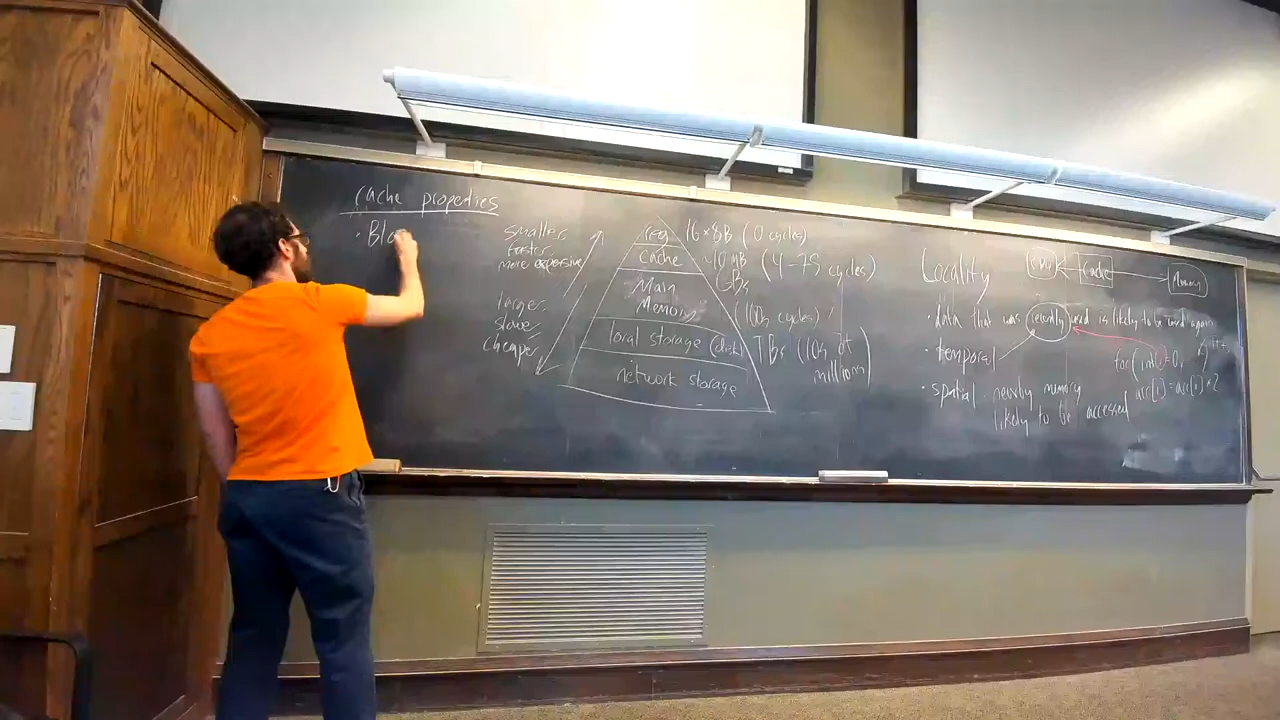 cache properties
· Blo
smaller
faster
more expensive
larger
slower
cheaper
reg 16×8B (0 cycles)
Cache ~10 MB (4-75 cycles)
Main
Memory
GBs
(100s cycles)
local storage (disk) TBs (10s of
millions)
network storage
Locality
CPU Cache Memory
· data that was recently used is likely to be used again
· temporal
for(int i=0;
· spatial. nearby memory
likely to be accessed
arr[i] = arr[i] * 2